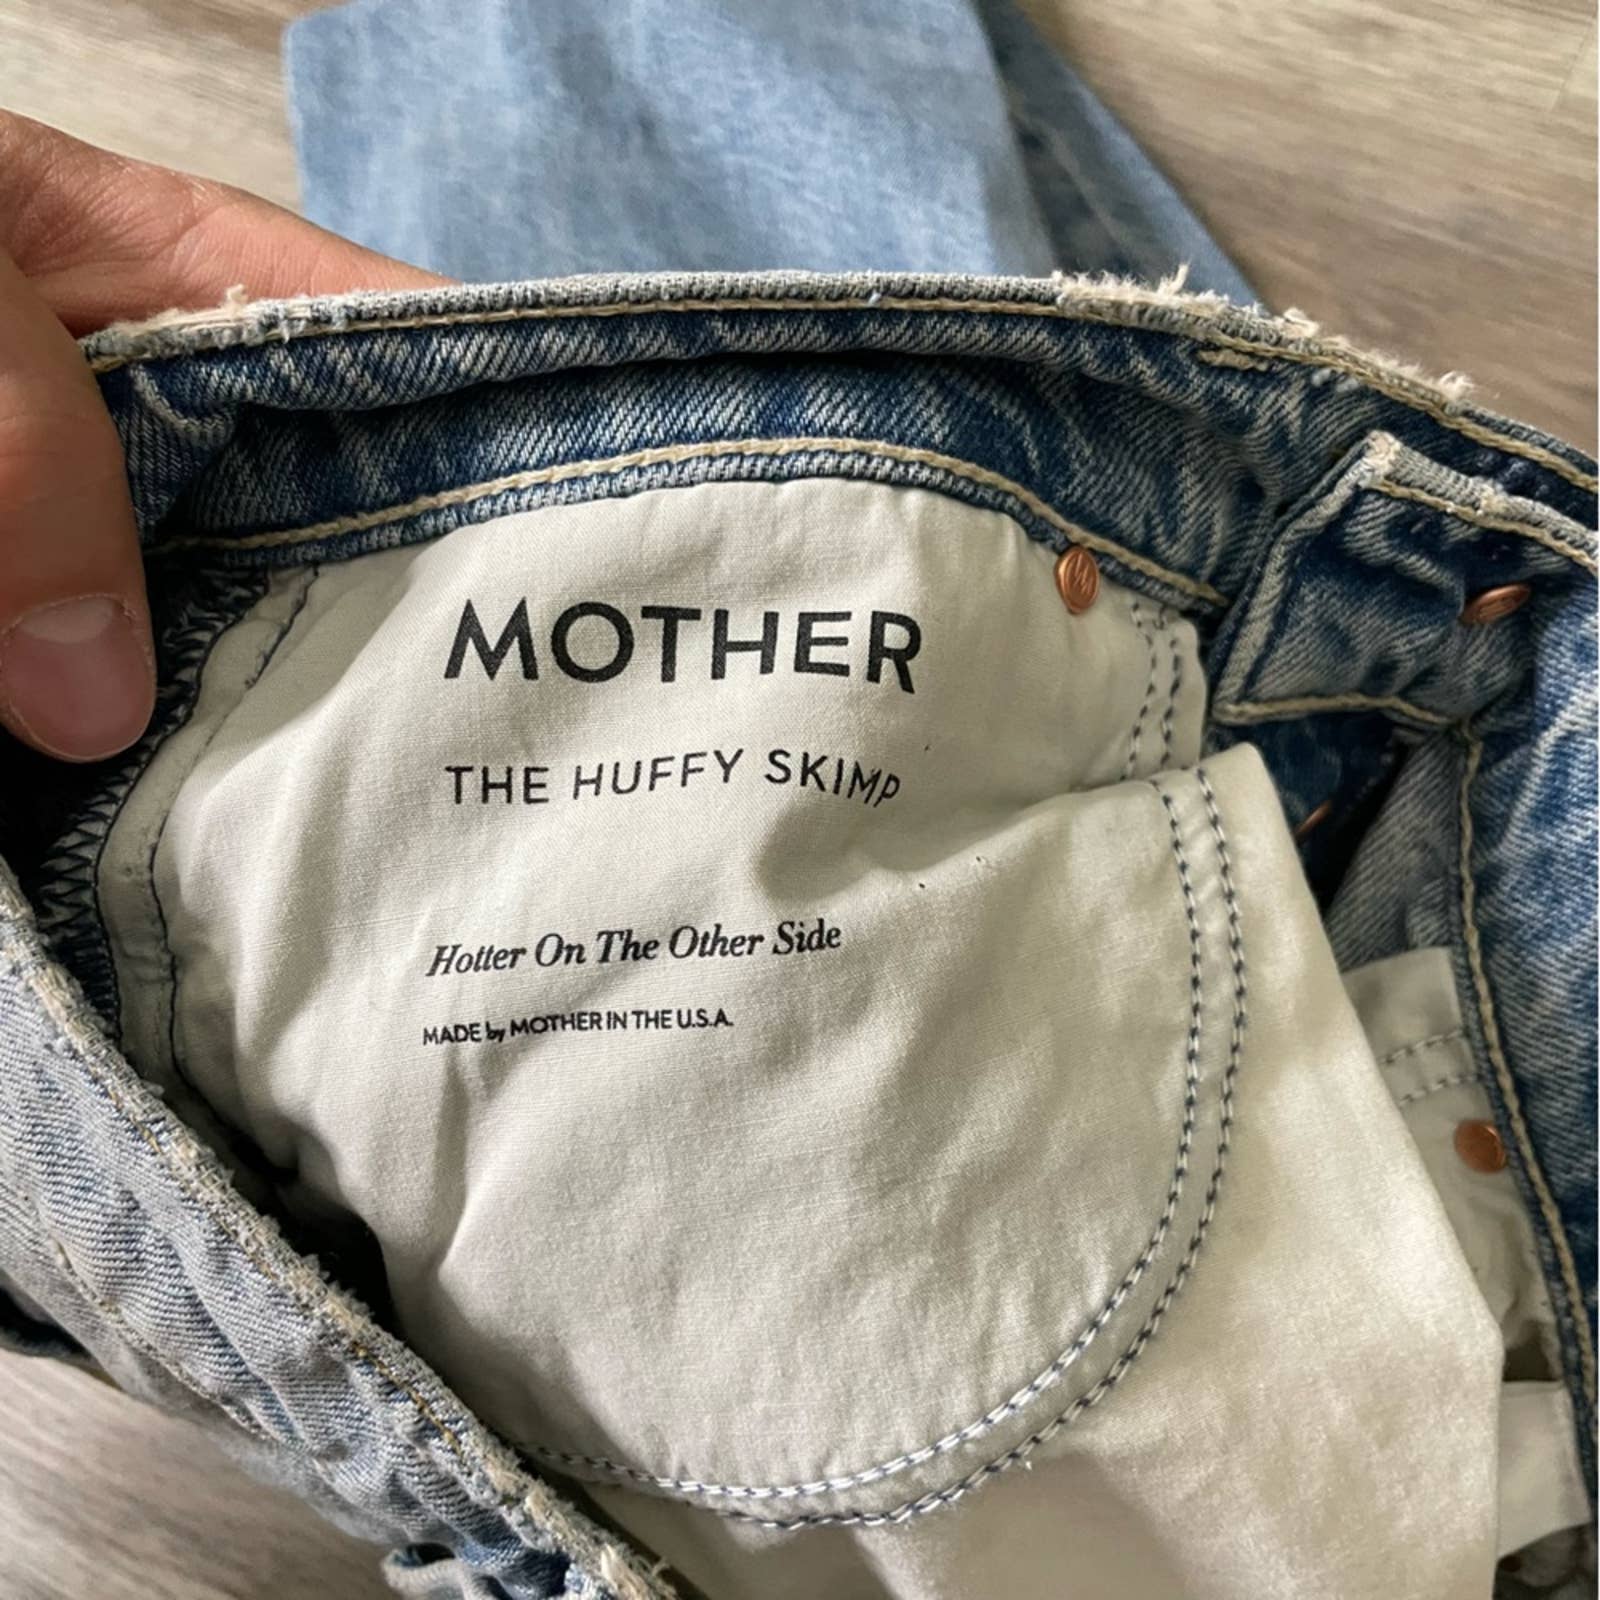 MOTHER
THE HUFFY SKIMP
Hotter On The Other Side
MADE by MOTHER IN THE U.S.A.